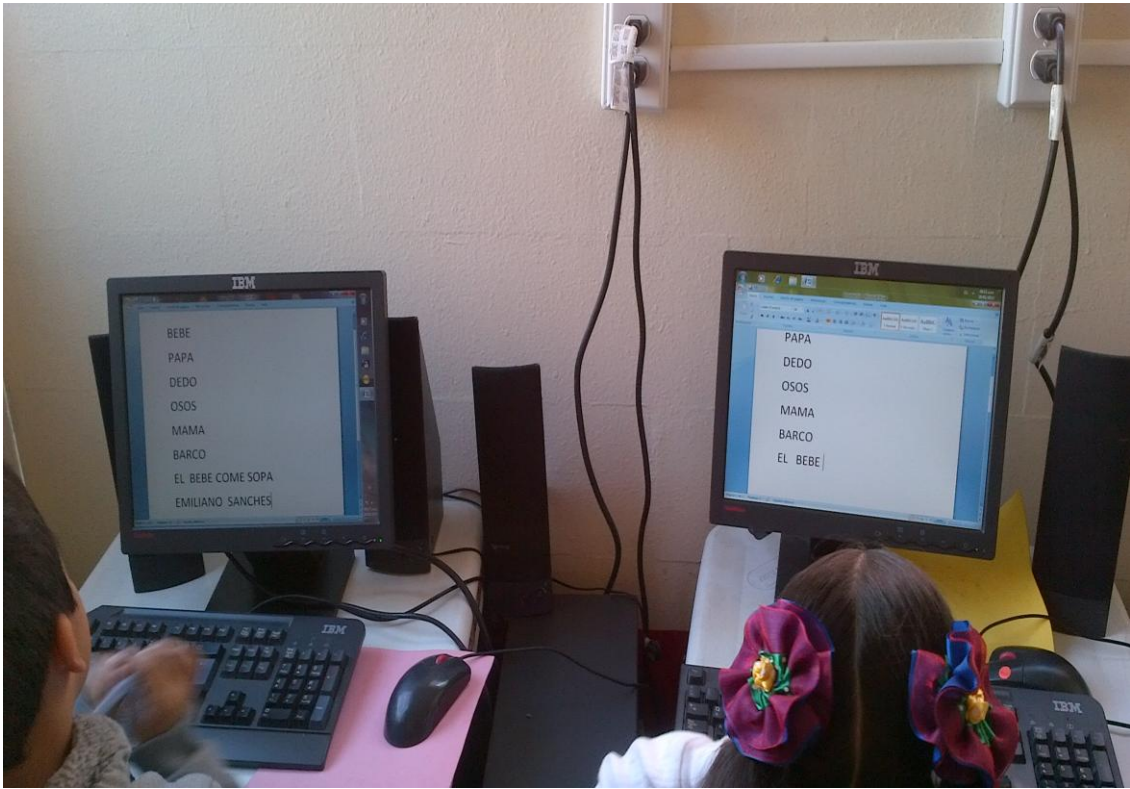 IBM
BEBE
PAPA
DEDO
OSOS
MAMA
BARCO
EL BEBE COME SOPA
EMILIANO SANCHES
IBM
IBM
PAPA
DEDO
OSOS
MAMA
BARCO
EL BEBE
IBM